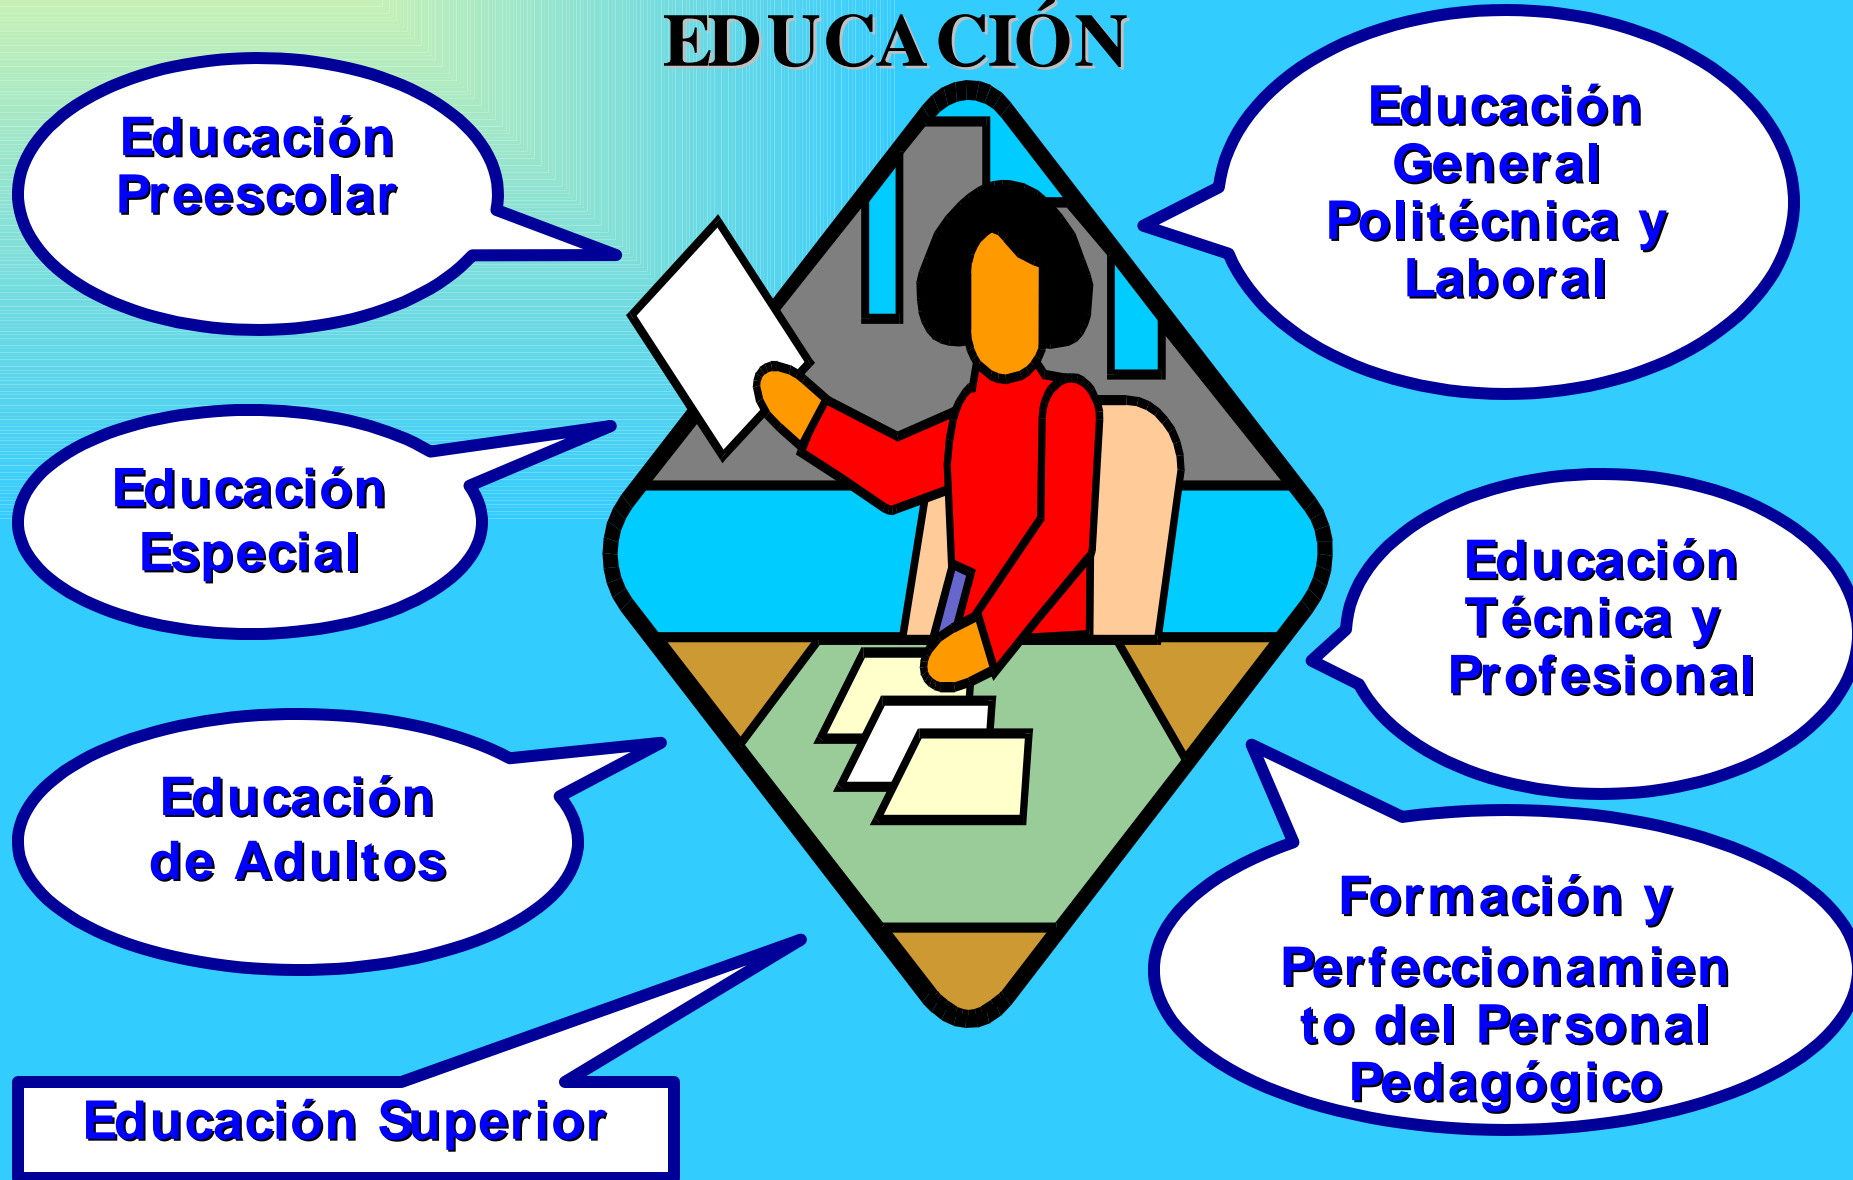 EDUCACIÓN
Educación
Preescolar
Educación
General
Politécnica y
Laboral
Educación
Especial
Educación
Técnica y
Profesional
Educación
de Adultos
Formación y
Perfeccionamien
to del Personal
Pedagógico
Educación Superior